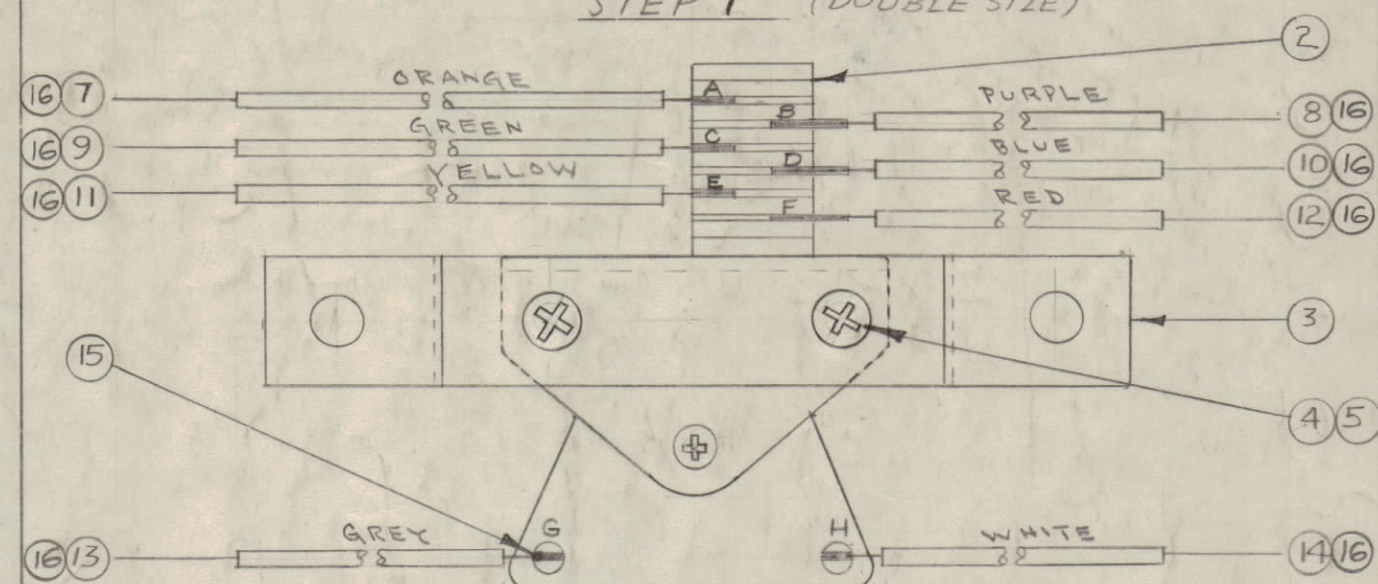 STEP 1 (DOUBLE SIZE)
2
16 7 ORANGE A
B PURPLE 8 16
16 9 GREEN C
D BLUE 10 16
16 11 YELLOW E
F RED 12 16
3
15
4 5
16 13 GREY G
H WHITE 14 16